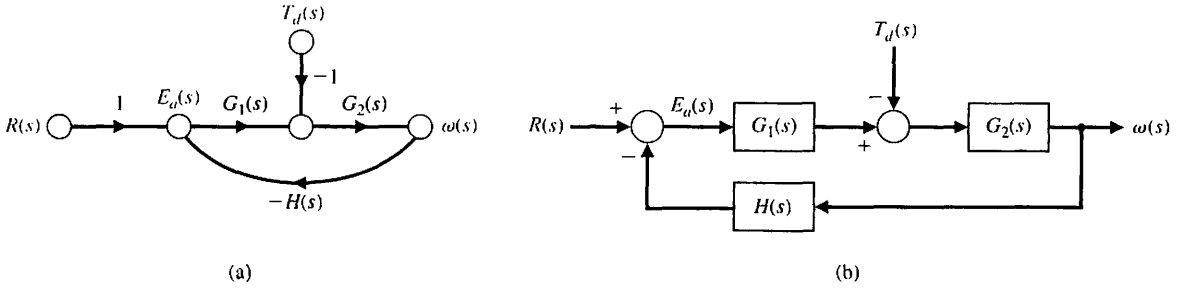 T_d(s)
-1
1
E_a(s)
G_1(s)
G_2(s)
R(s)
ω(s)
-H(s)
(a)
T_d(s)
+
E_a(s)
-
R(s)
G_1(s)
+
G_2(s)
ω(s)
-
H(s)
(b)